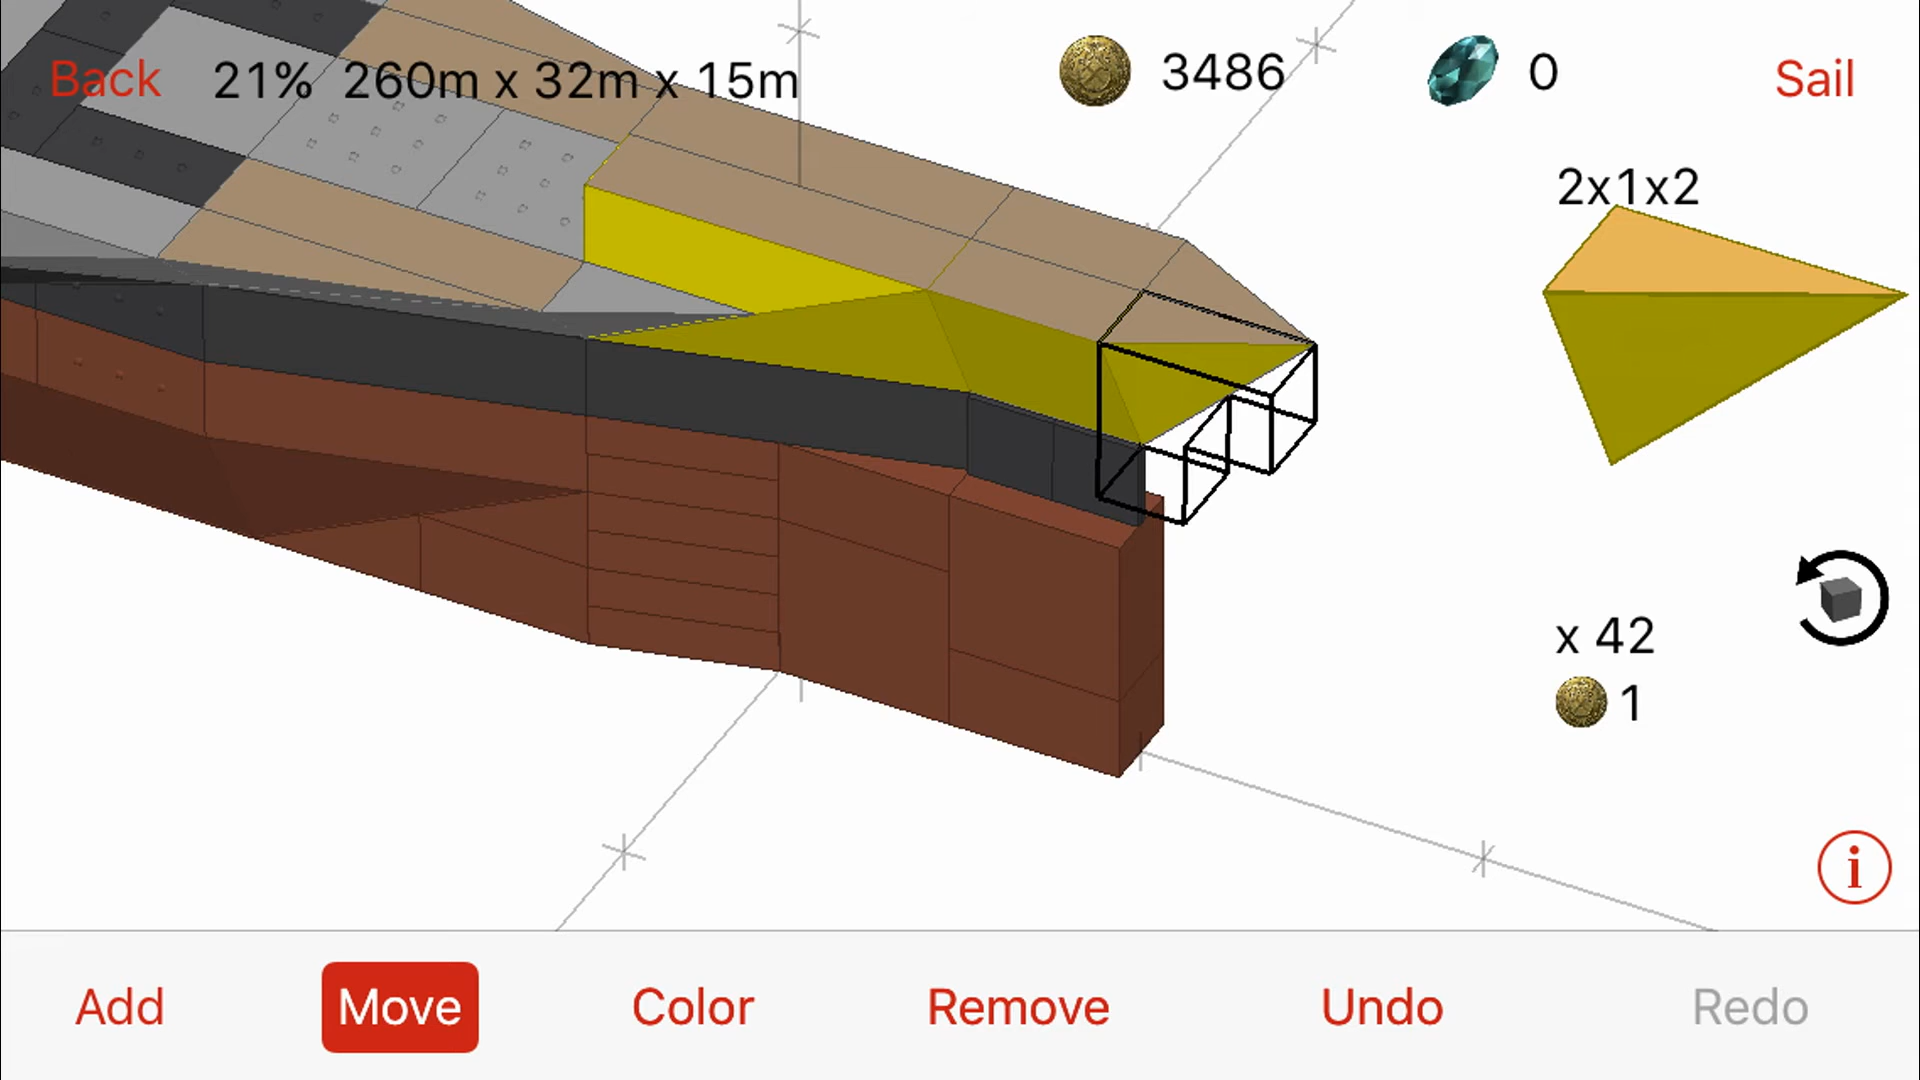 Back 21% 260m x 32m x 15m 3486 0 Sail
2x1x2
x 42
1
i
Add Move Color Remove Undo Redo